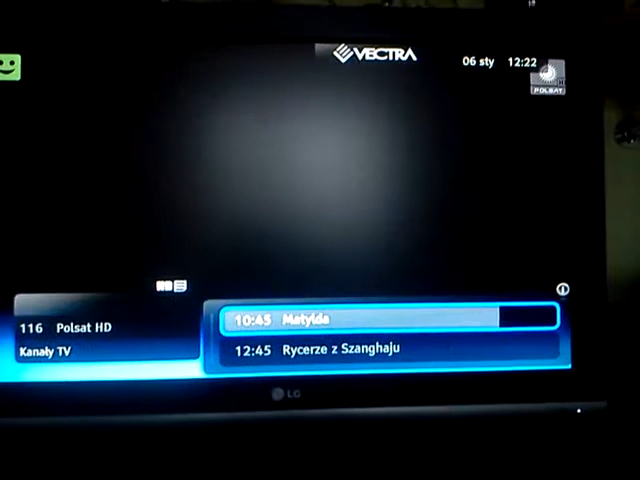 VECTRA
06 sty 12:22
POLSAT
HD
116 Polsat HD
Kanały TV
10:45 Matylda
12:45 Rycerze z Szanghaju
LG